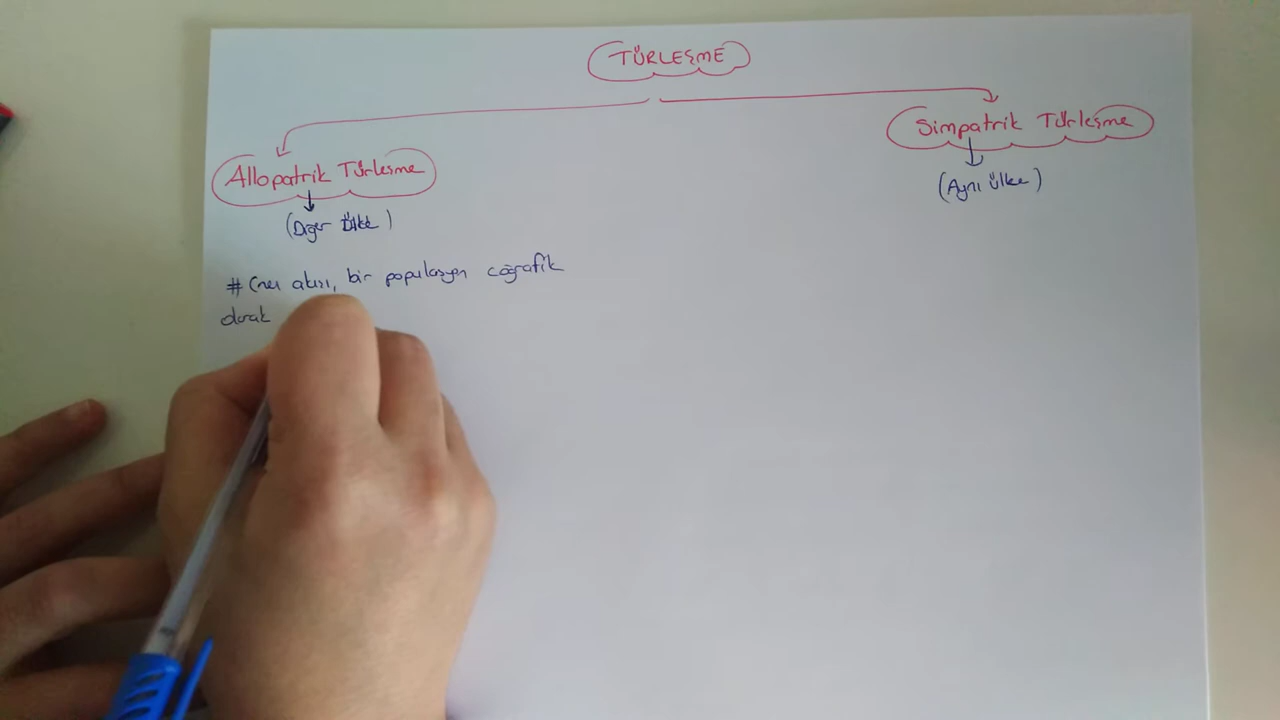 TÜRLEŞME
Simpatrik Türleşme
Allopatrik Türleşme
(Aynı ülke)
(Diğer ülke)
# Gen akışı, bir populasyon coğrafik
olarak